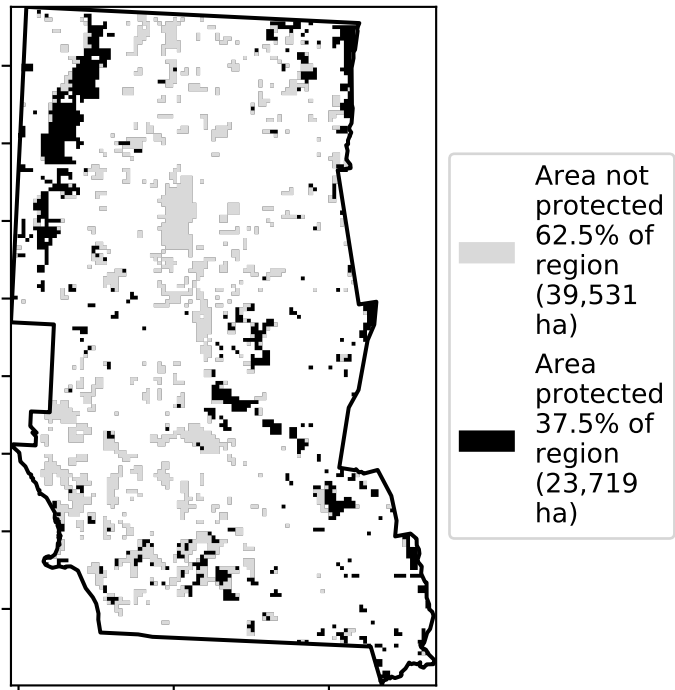 Area not
protected
62.5% of
region
(39,531
ha)
Area
protected
37.5% of
region
(23,719
ha)